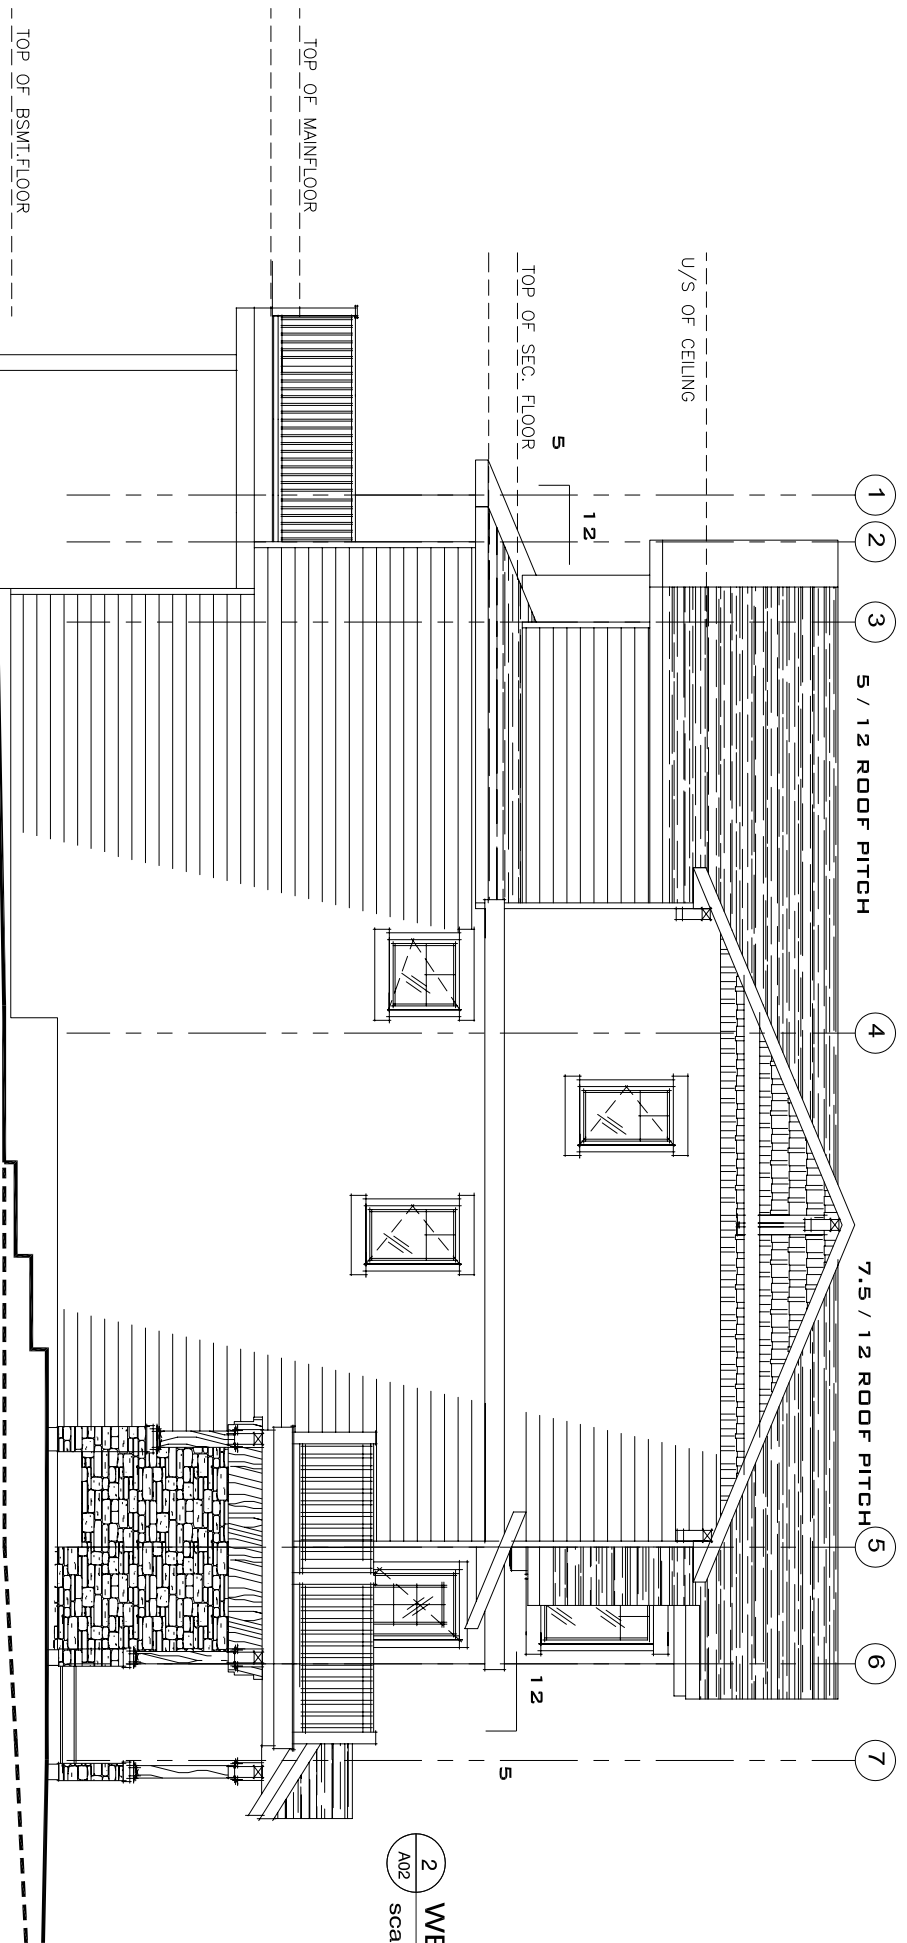 1
2
3
4
5
6
7
5 / 12 ROOF PITCH
7.5 / 12 ROOF PITCH
U/S OF CEILING
5
12
TOP OF SEC. FLOOR
12
5
TOP OF MAINFLOOR
TOP OF BSMT.FLOOR
2
A02
WE
sca